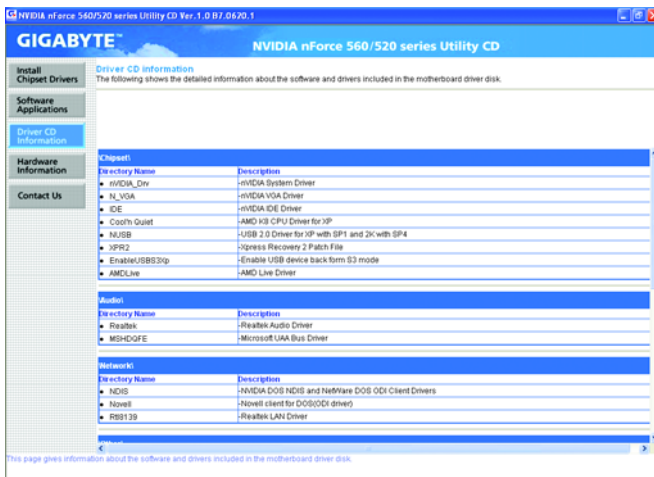 NVIDIA nForce 560/520 series Utility CD Ver.1.0 B7.0620.1
GIGABYTE™
NVIDIA nForce 560/520 series Utility CD
Install
Chipset Drivers
Software
Applications
Driver CD
Information
Hardware
Information
Contact Us
Driver CD information
The following shows the detailed information about the software and drivers included in the motherboard driver disk.
\Chipset\
Directory Name Description
• nVIDIA_Drv -nVIDIA System Driver
• N_VGA -nVIDIA VGA Driver
• IDE -nVIDIA IDE Driver
• Cool'n Quiet -AMD K8 CPU Driver for XP
• NUSB -USB 2.0 Driver for XP with SP1 and 2K with SP4
• XPR2 -Xpress Recovery 2 Patch File
• EnableUSBS3Xp -Enable USB device back form S3 mode
• AMDLive -AMD Live Driver
\Audio\
Directory Name Description
• Realtek -Realtek Audio Driver
• MSHDQFE -Microsoft UAA Bus Driver
\Network\
Directory Name Description
• NDIS -NVIDIA DOS NDIS and NetWare DOS ODI Client Drivers
• Novell -Novell client for DOS(ODI driver)
• Rtl8139 -Realtek LAN Driver
This page gives information about the software and drivers included in the motherboard driver disk.